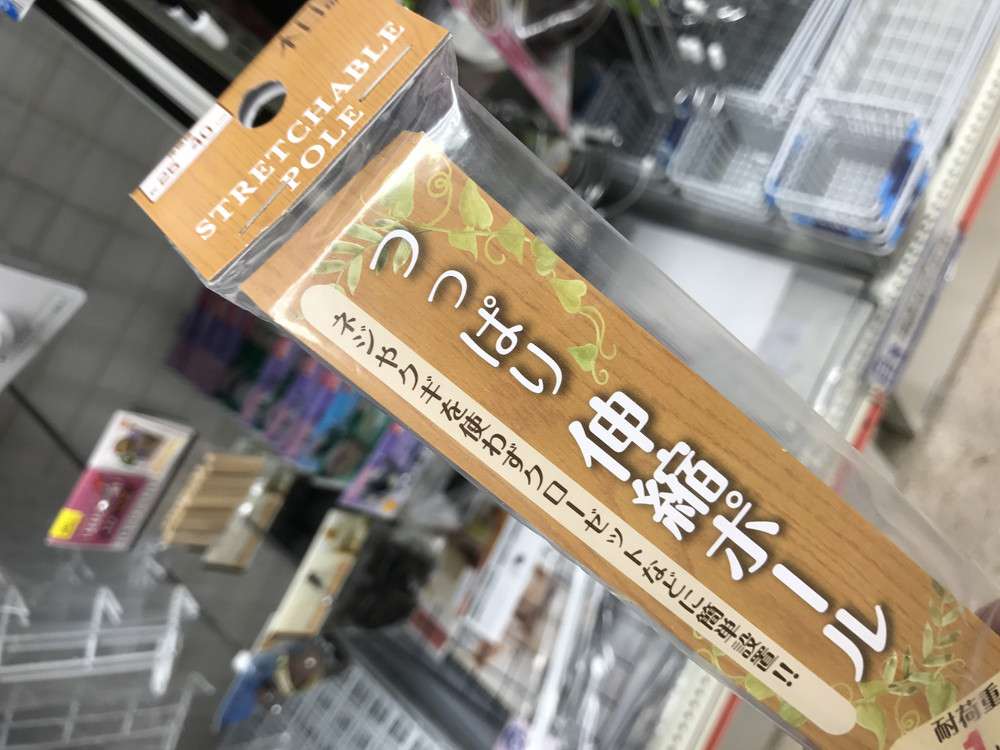 STRETCHABLE
POLE
つっぱり 伸縮ポール
ネジやクギを使わずクローゼットなどに簡単設置!!
耐荷重